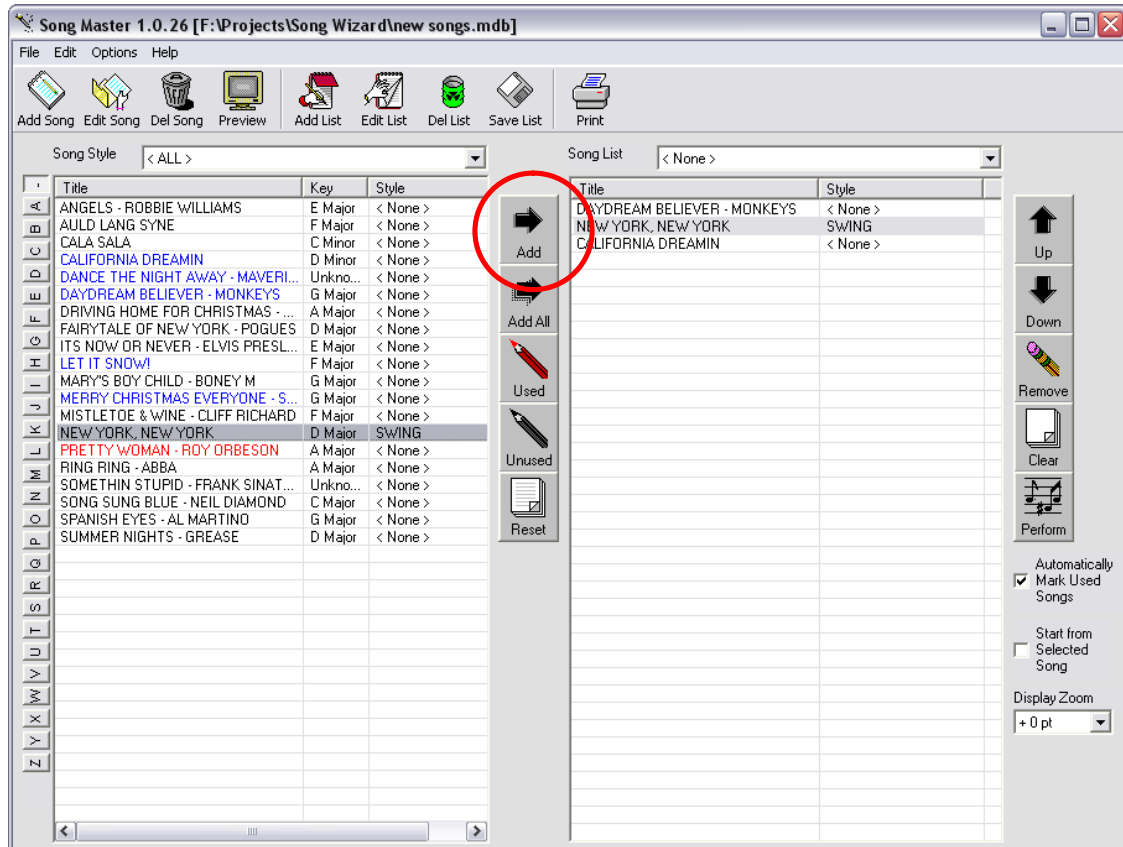 Song Master 1.0.26 [F:\Projects\Song Wizard\new songs.mdb]
File Edit Options Help
Add Song Edit Song Del Song Preview Add List Edit List Del List Save List Print
Song Style < ALL > Song List < None >
Title Key Style
ANGELS - ROBBIE WILLIAMS E Major < None >
AULD LANG SYNE F Major < None >
CALA SALA C Minor < None >
CALIFORNIA DREAMIN D Minor < None >
DANCE THE NIGHT AWAY - MAVERI... Unkno... < None >
DAYDREAM BELIEVER - MONKEYS G Major < None >
DRIVING HOME FOR CHRISTMAS - ... A Major < None >
FAIRYTALE OF NEW YORK - POGUES D Major < None >
ITS NOW OR NEVER - ELVIS PRESL... E Major < None >
LET IT SNOW! F Major < None >
MARY'S BOY CHILD - BONEY M G Major < None >
MERRY CHRISTMAS EVERYONE - S... G Major < None >
MISTLETOE & WINE - CLIFF RICHARD F Major < None >
NEW YORK, NEW YORK D Major SWING
PRETTY WOMAN - ROY ORBESON A Major < None >
RING RING - ABBA A Major < None >
SOMETHIN STUPID - FRANK SINAT... Unkno... < None >
SONG SUNG BLUE - NEIL DIAMOND C Major < None >
SPANISH EYES - AL MARTINO G Major < None >
SUMMER NIGHTS - GREASE D Major < None >
-
A
B
C
D
E
F
G
H
I
J
K
L
M
N
O
P
Q
R
S
T
U
V
W
X
Y
Z
Add
Add All
Used
Unused
Reset
Title Style
DAYDREAM BELIEVER - MONKEYS < None >
NEW YORK, NEW YORK SWING
CALIFORNIA DREAMIN < None >
Up
Down
Remove
Clear
Perform
Automatically
Mark Used
Songs
Start from
Selected
Song
Display Zoom
+ 0 pt